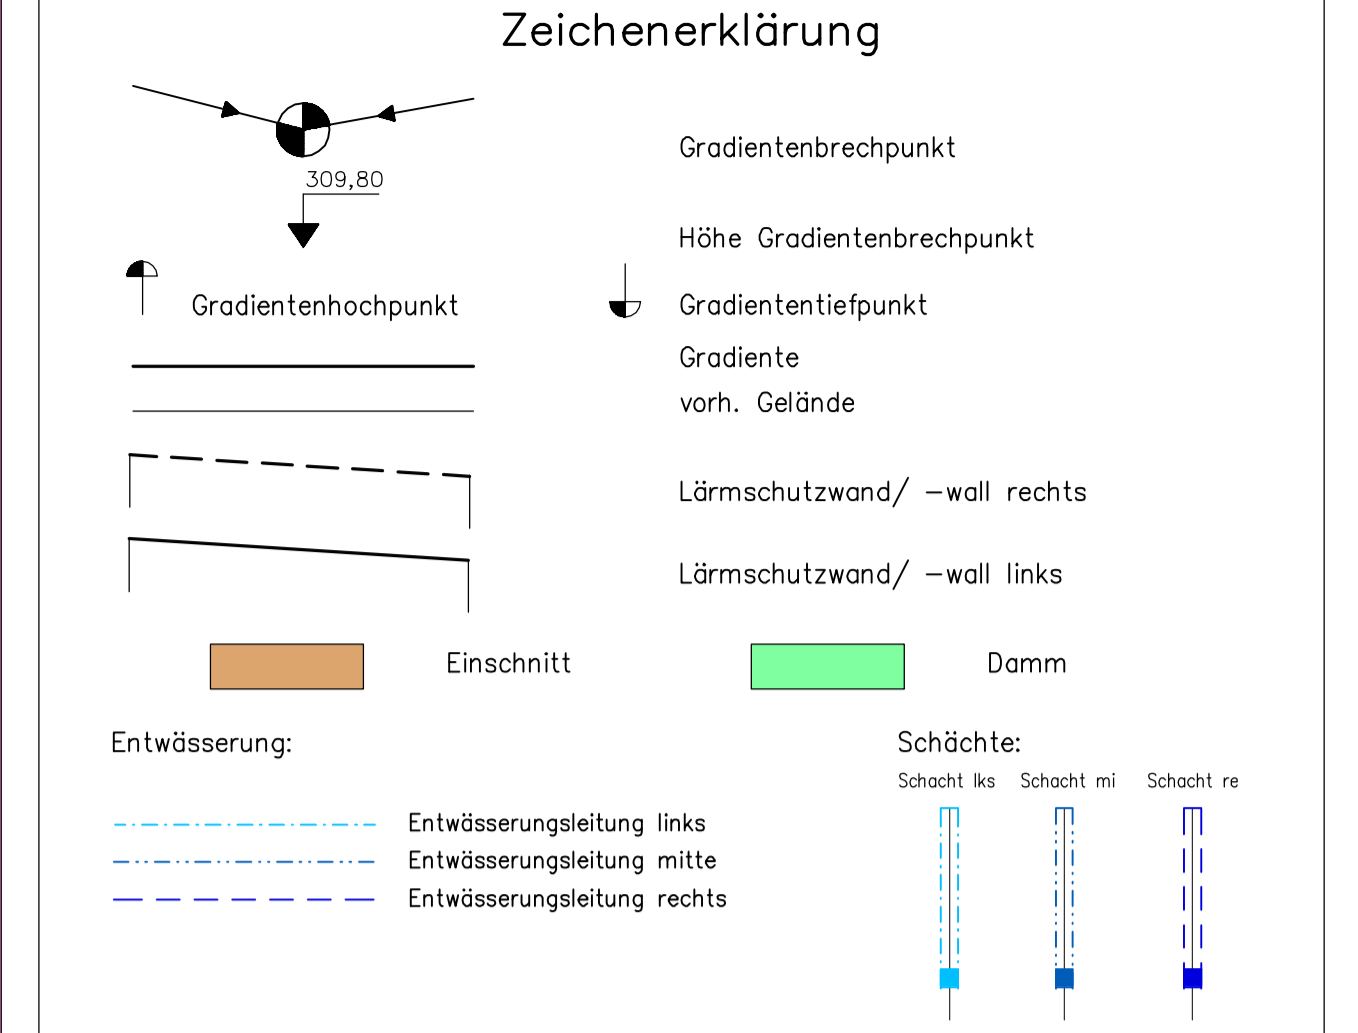 Zeichenerklärung
Gradientenbrechpunkt
309,80
Höhe Gradientenbrechpunkt
Gradientenhochpunkt
Gradiententiefpunkt
Gradiente
vorh. Gelände
Lärmschutzwand/ -wall rechts
Lärmschutzwand/ -wall links
Einschnitt
Damm
Entwässerung:
Schächte:
Schacht lks
Schacht mi
Schacht re
Entwässerungsleitung links
Entwässerungsleitung mitte
Entwässerungsleitung rechts